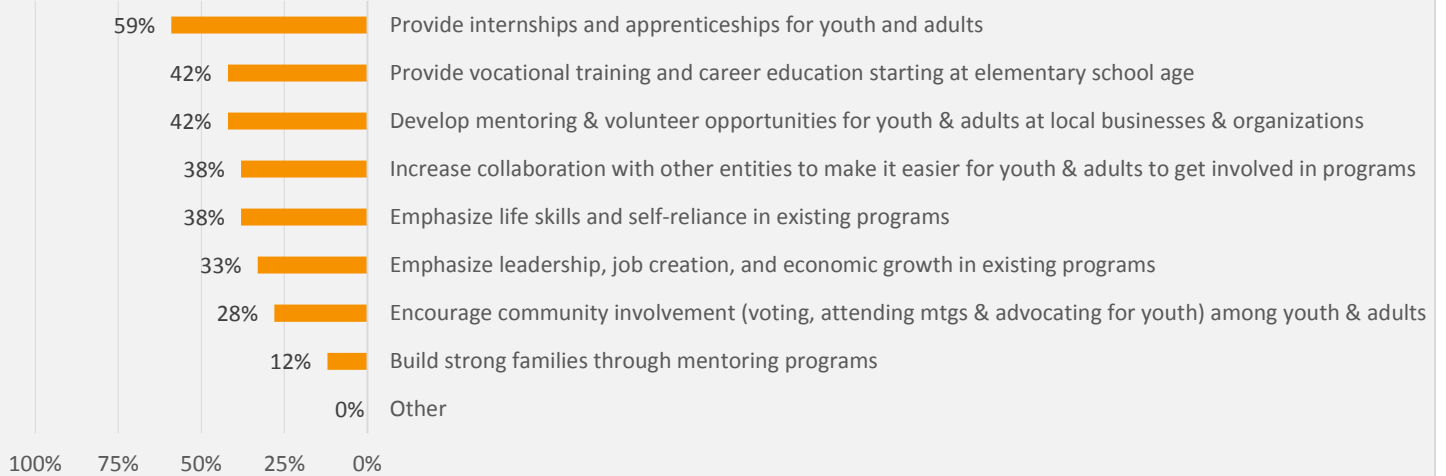 59% Provide internships and apprenticeships for youth and adults
42% Provide vocational training and career education starting at elementary school age
42% Develop mentoring & volunteer opportunities for youth & adults at local businesses & organizations
38% Increase collaboration with other entities to make it easier for youth & adults to get involved in programs
38% Emphasize life skills and self-reliance in existing programs
33% Emphasize leadership, job creation, and economic growth in existing programs
28% Encourage community involvement (voting, attending mtgs & advocating for youth) among youth & adults
12% Build strong families through mentoring programs
0% Other
100% 75% 50% 25% 0%